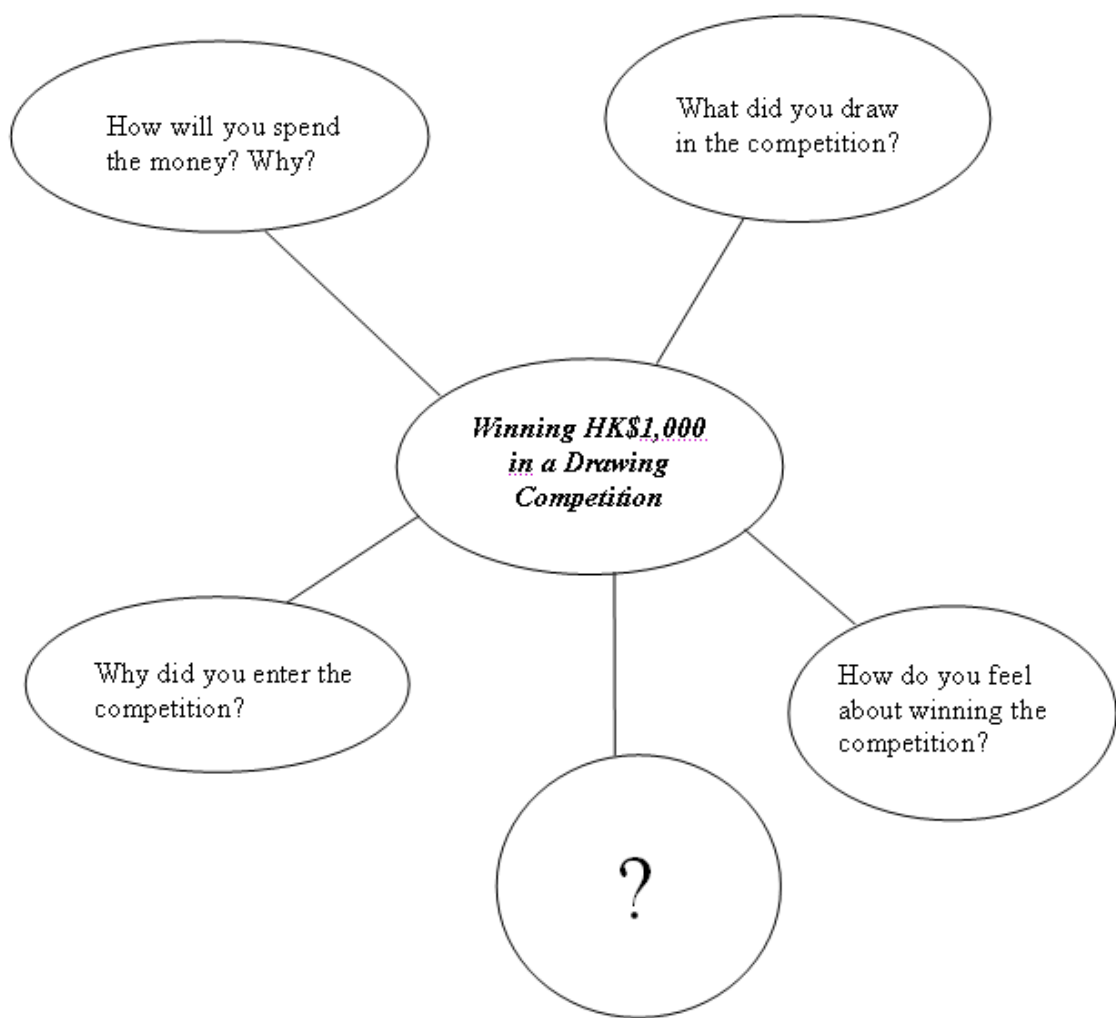 How will you spend
the money? Why?
What did you draw
in the competition?
Winning HK$1,000
in a Drawing
Competition
Why did you enter the
competition?
How do you feel
about winning the
competition?
?